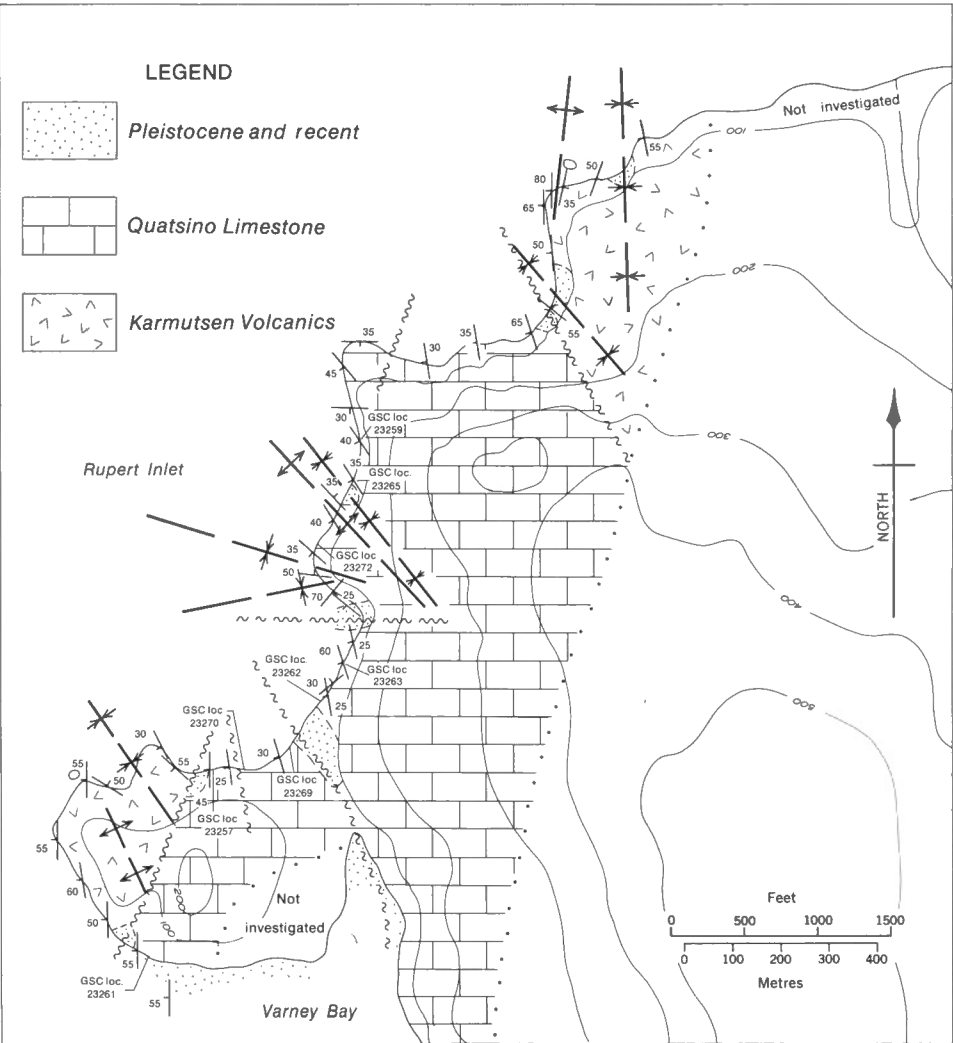 LEGEND
Pleistocene and recent
Quatsino Limestone
Karmutsen Volcanics
Not investigated
100
55
50
80
35
65
50
200
65
55
35
35
30
45
300
30
GSC loc
23259
40
Rupert Inlet
35
GSC loc.
23265
35
NORTH
40
35
GSC loc
23272
50
25
70
400
25
60
GSC loc.
23262
GSC loc
23263
30
25
500
GSC loc
23270
30
30
55
55
50
25
GSC loc
23269
45
GSC loc
23257
55
60
200
Not
investigated
50
100
Feet
0 500 1000 1500
0 100 200 300 400
Metres
55
GSC loc.
23261
55
Varney Bay